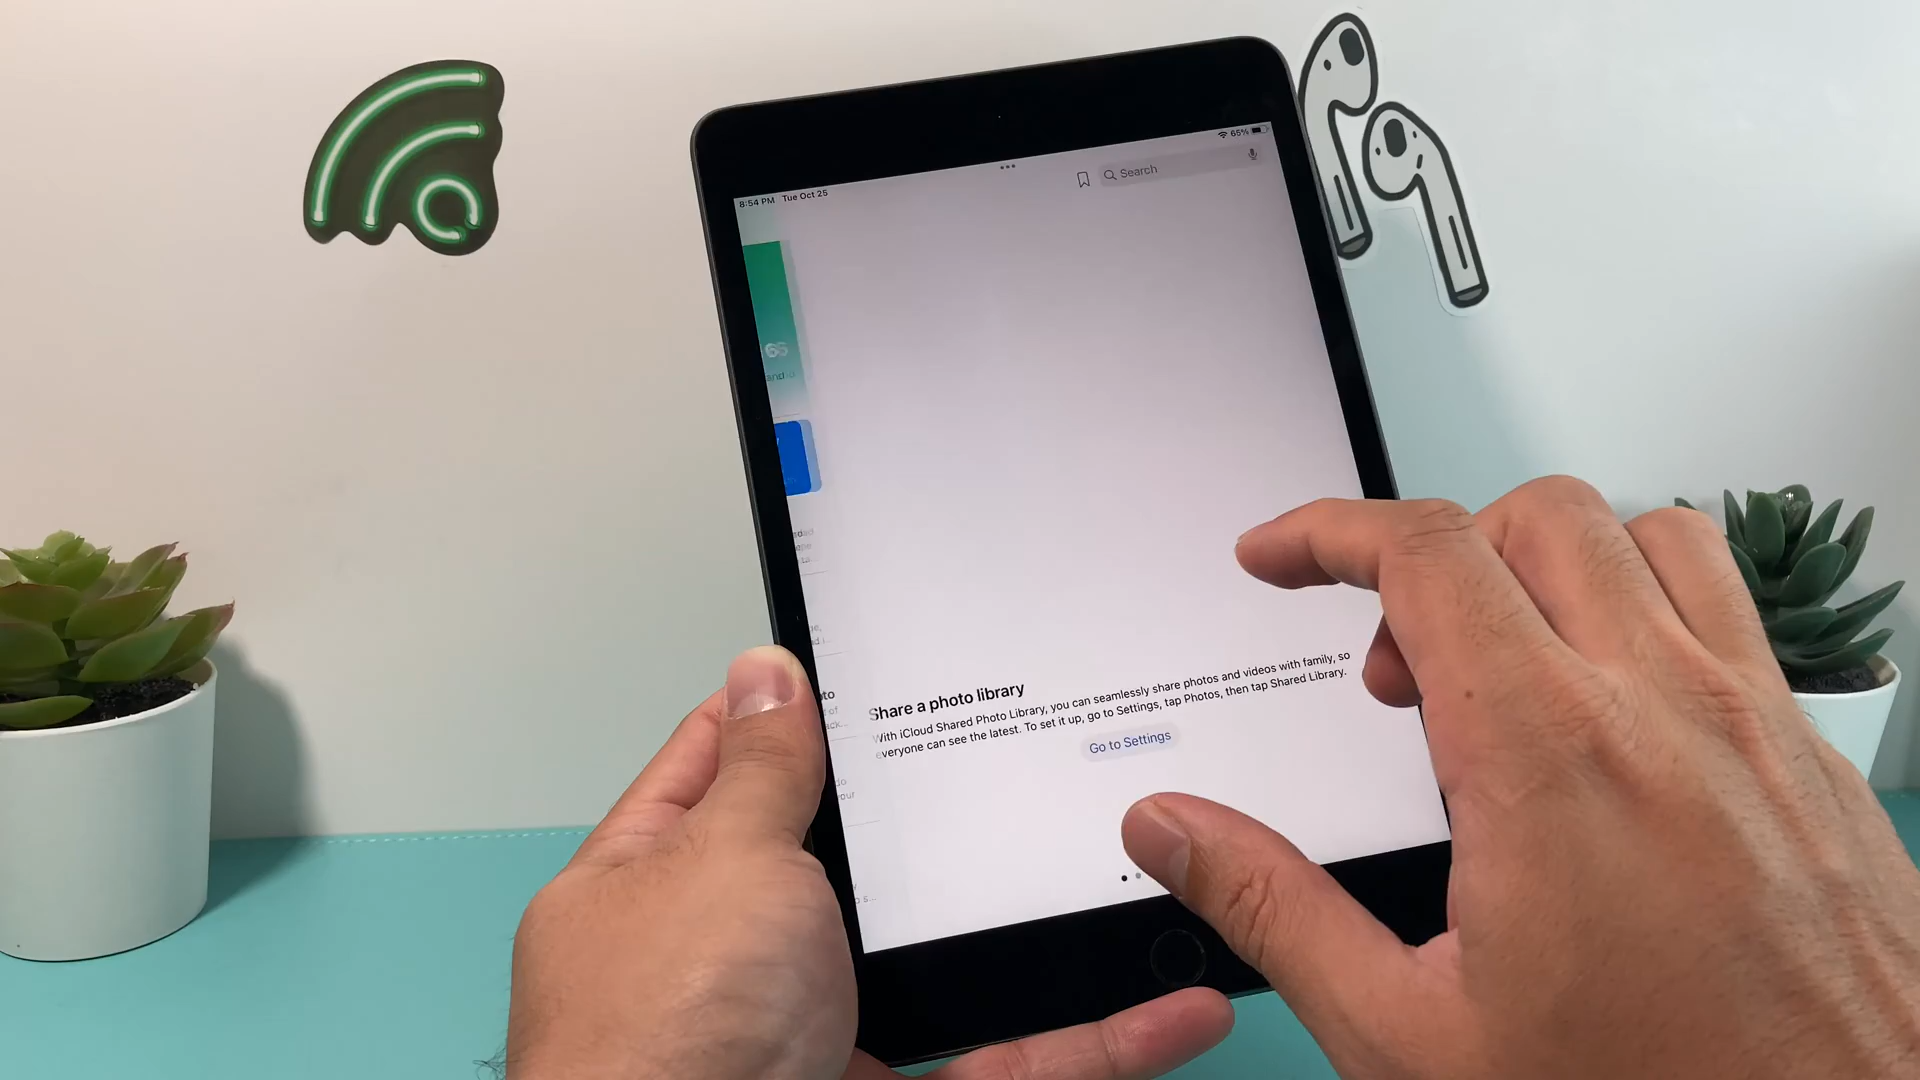 8:54 PM Tue Oct 25
65%
Search
65
and
Share a photo library
With iCloud Shared Photo Library, you can seamlessly share photos and videos with family, so
everyone can see the latest. To set it up, go to Settings, tap Photos, then tap Shared Library.
Go to Settings